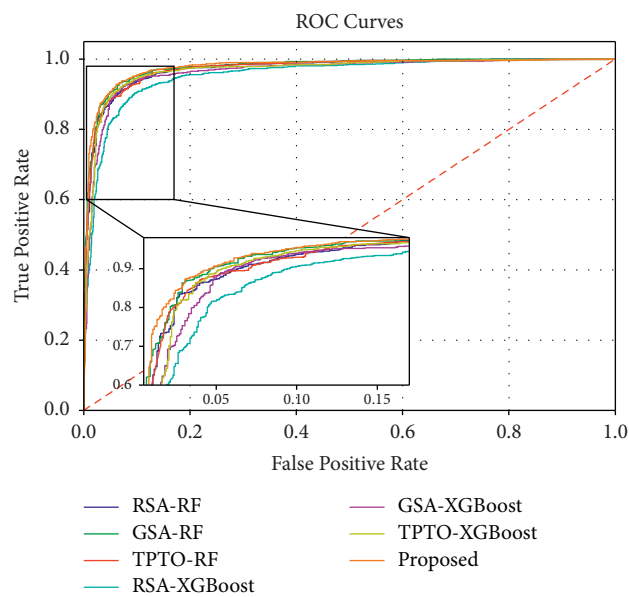 ROC Curves
True Positive Rate
1.0
0.8
0.6
0.4
0.2
0.0
0.9
0.8
0.7
0.6
0.05 0.10 0.15
0.0 0.2 0.4 0.6 0.8 1.0
False Positive Rate
RSA-RF
GSA-RF
TPTO-RF
RSA-XGBoost
GSA-XGBoost
TPTO-XGBoost
Proposed